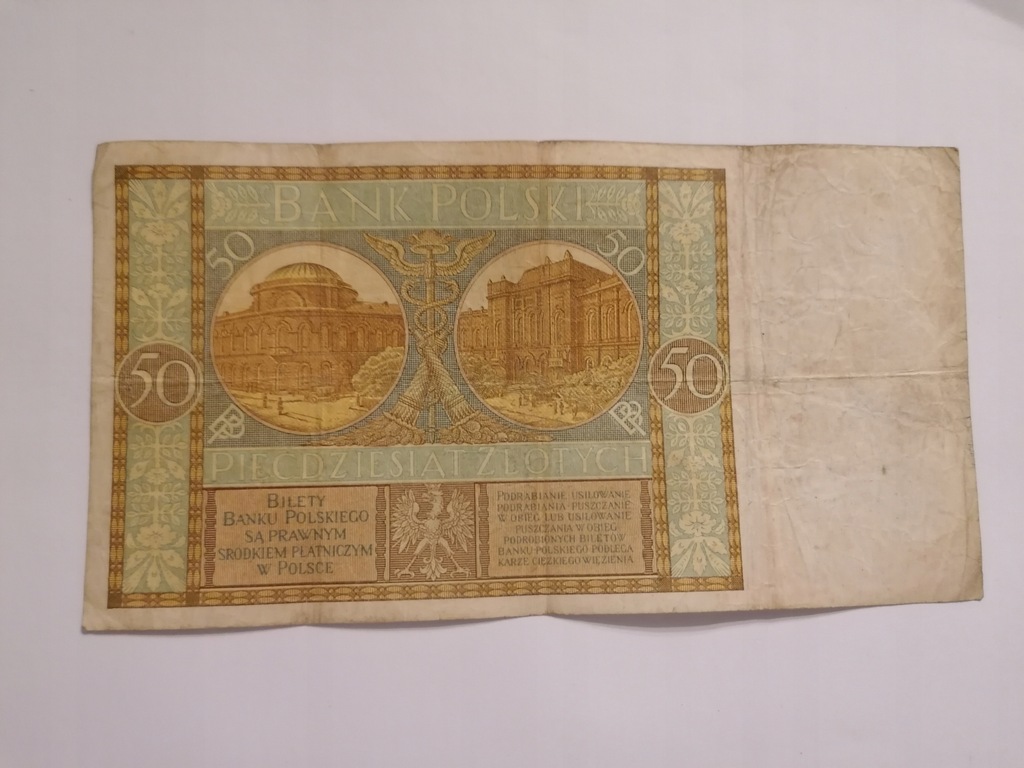 BANK POLSKI
50 50
50 50
PIĘĆDZIESIĄT ZŁOTYCH
BILETY
BANKU POLSKIEGO
SĄ PRAWNYM
ŚRODKIEM PŁATNICZYM
W POLSCE
PODRABIANIE USIŁOWANIE
PODRABIANIA PUSZCZANIE
W OBIEG LUB USIŁOWANIE
PUSZCZANIA W OBIEG
PODROBIONYCH BILETÓW
BANKU POLSKIEGO PODLEGA
KARZE CIĘŻKIEGO WIĘZIENIA